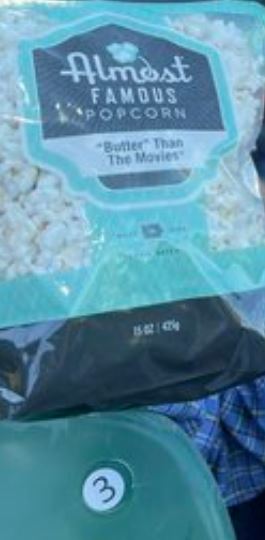 Almost
FAMOUS
POPCORN
"Butter" Than
The Movies"
15 OZ | 425g
3